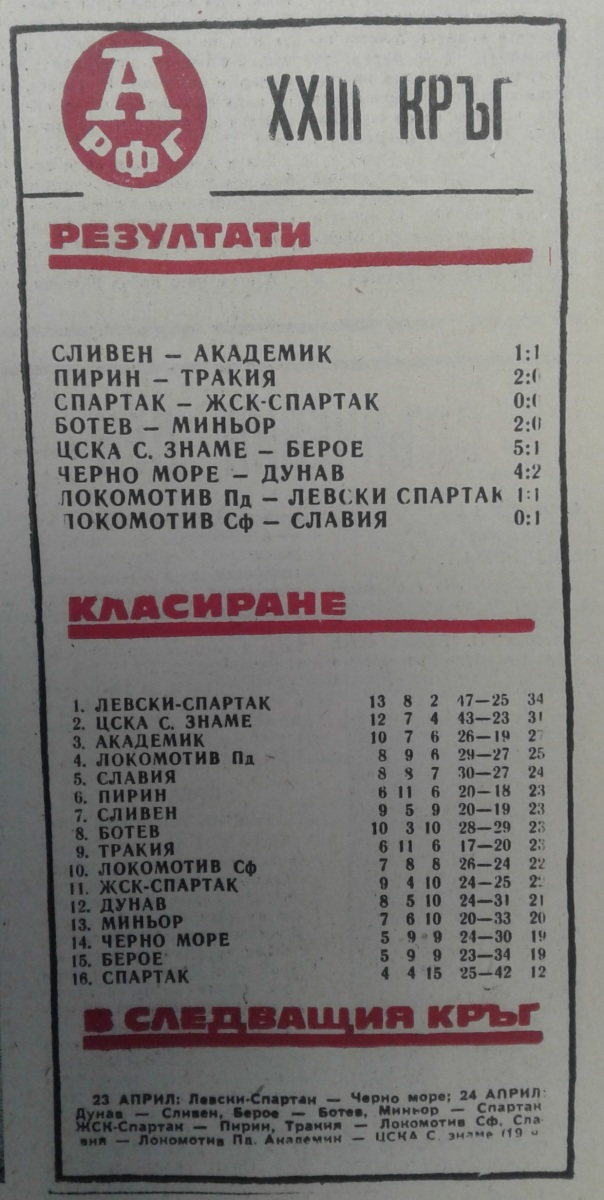 А
РФГ
XXIII КРЪГ
РЕЗУЛТАТИ
СЛИВЕН — АКАДЕМИК 1:1
ПИРИН — ТРАКИЯ 2:0
СПАРТАК — ЖСК-СПАРТАК 0:0
БОТЕВ — МИНЬОР 2:0
ЦСКА С. ЗНАМЕ — БЕРОЕ 5:1
ЧЕРНО МОРЕ — ДУНАВ 4:2
ЛОКОМОТИВ Пд — ЛЕВСКИ СПАРТАК 1:1
ЛОКОМОТИВ Сф — СЛАВИЯ 0:1
КЛАСИРАНЕ
1. ЛЕВСКИ-СПАРТАК 13 8 2 47—25 34
2. ЦСКА С. ЗНАМЕ 12 7 4 43—23 31
3. АКАДЕМИК 10 7 6 26—19 27
4. ЛОКОМОТИВ Пд 8 9 6 29—27 25
5. СЛАВИЯ 8 8 7 30—27 24
6. ПИРИН 6 11 6 20—18 23
7. СЛИВЕН 9 5 9 20—19 23
8. БОТЕВ 10 3 10 28—29 23
9. ТРАКИЯ 6 11 6 17—20 23
10. ЛОКОМОТИВ Сф 7 8 8 26—24 22
11. ЖСК-СПАРТАК 9 4 10 24—25 22
12. ДУНАВ 8 5 10 24—31 21
13. МИНЬОР 7 6 10 20—33 20
14. ЧЕРНО МОРЕ 5 9 9 24—30 19
15. БЕРОЕ 5 9 9 23—34 19
16. СПАРТАК 4 4 15 25—42 12
В СЛЕДВАЩИЯ КРЪГ
23 АПРИЛ: Левски-Спартак — Черно море; 24 АПРИЛ:
Дунав — Сливен, Берое — Ботев, Миньор — Спартак
ЖСК-Спартак — Пирин, Тракия — Локомотив Сф, Сла
вия — Локомотив Пд, Академик — ЦСКА С. знаме (19